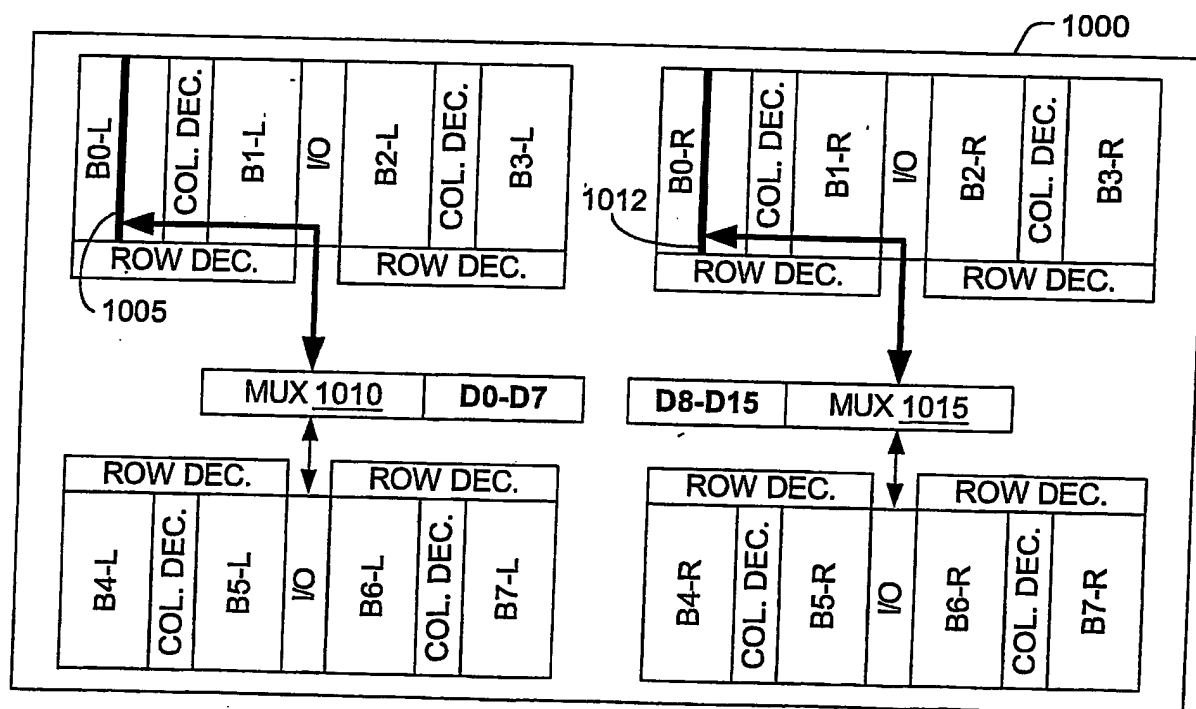 1000
B0-L
COL. DEC.
B1-L
I/O
B2-L
COL. DEC.
B3-L
ROW DEC.
ROW DEC.
1005
B0-R
COL. DEC.
B1-R
I/O
B2-R
COL. DEC.
B3-R
1012
ROW DEC.
ROW DEC.
MUX 1010
D0-D7
D8-D15
MUX 1015
ROW DEC.
ROW DEC.
B4-L
COL. DEC.
B5-L
I/O
B6-L
COL. DEC.
B7-L
ROW DEC.
ROW DEC.
B4-R
COL. DEC.
B5-R
I/O
B6-R
COL. DEC.
B7-R